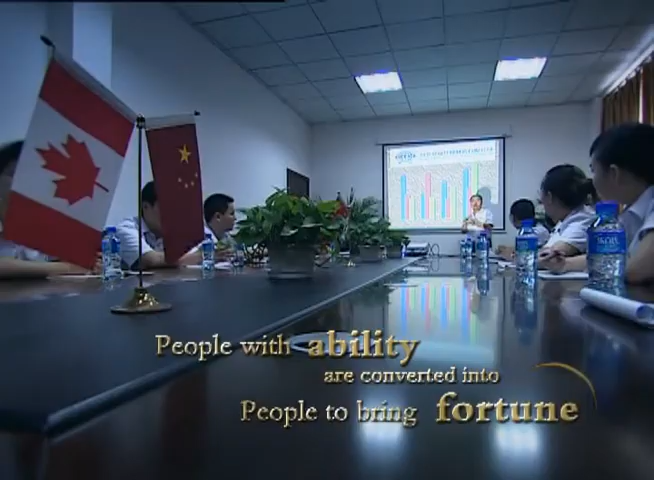 People with ability
are converted into
People to bring fortune